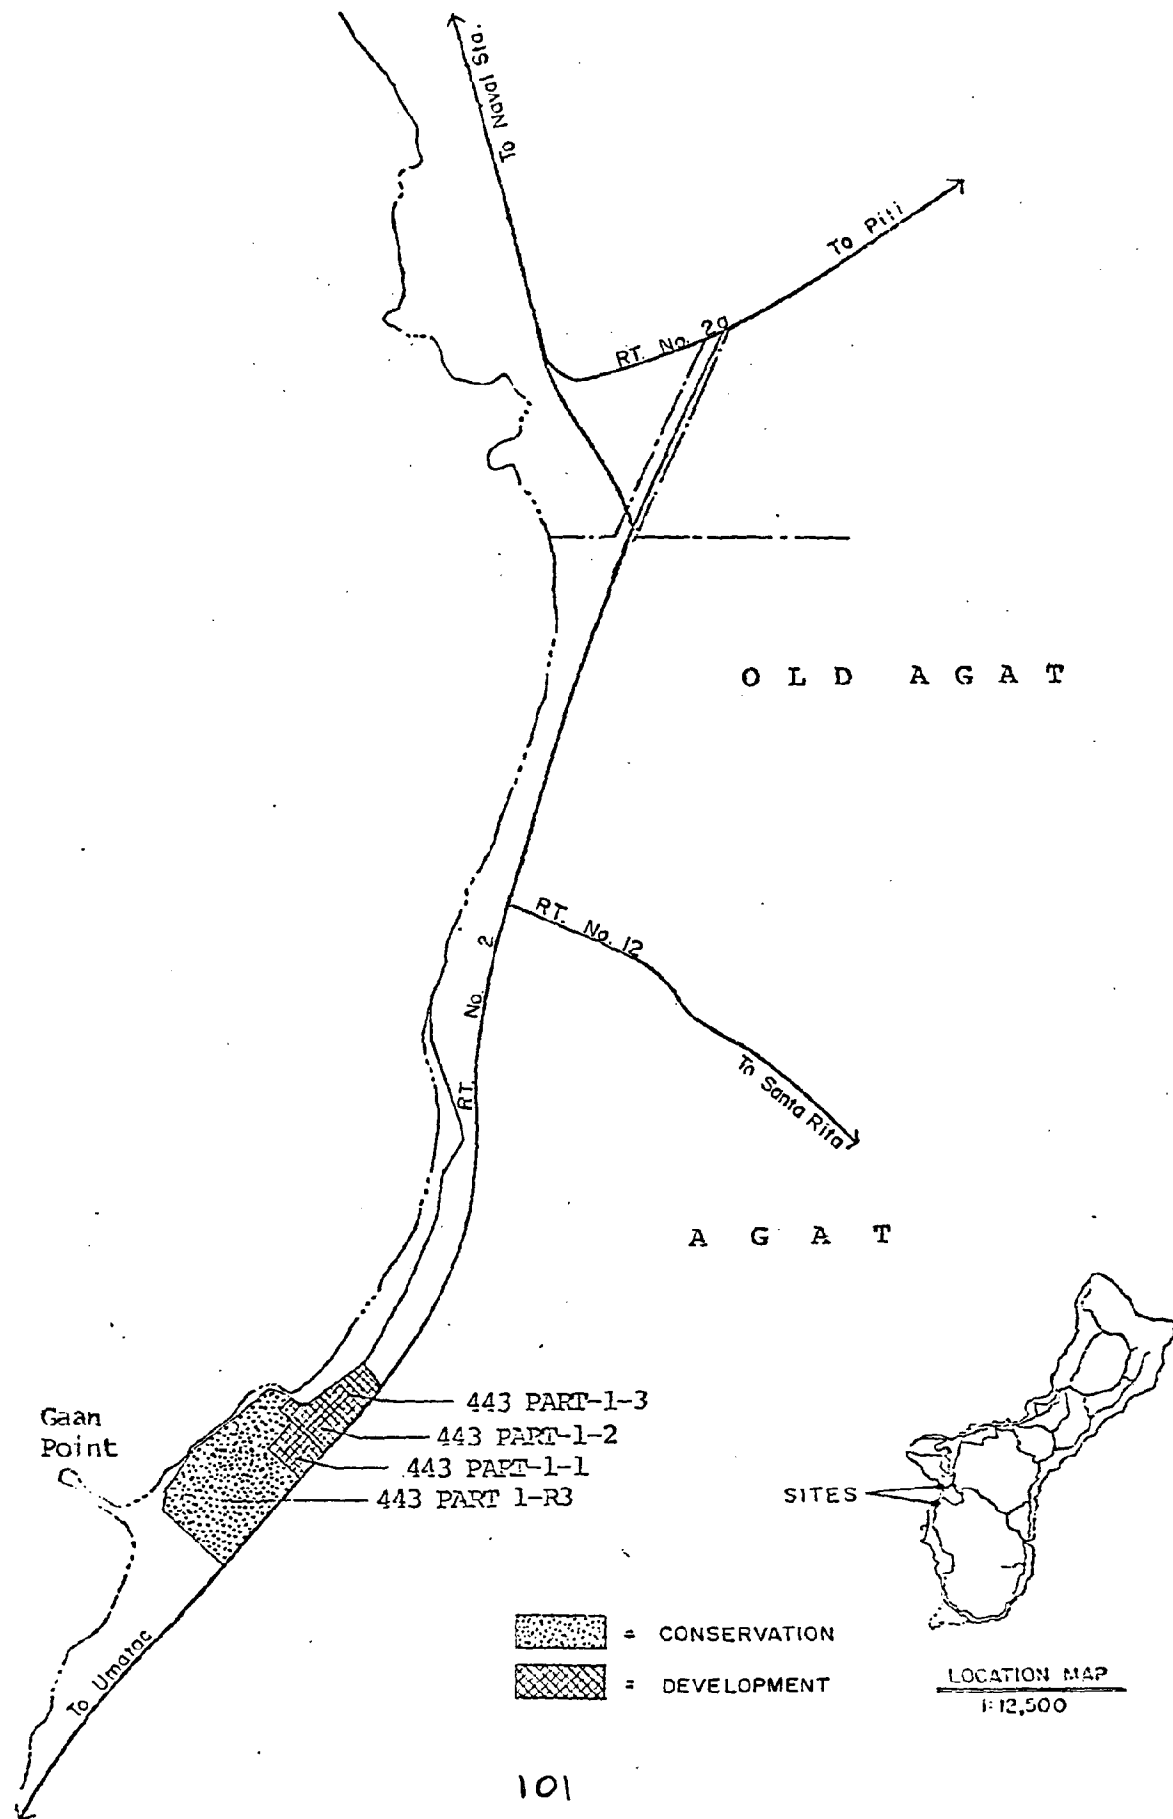 To Naval Sta.
To Piti
RT. No. 2a
OLD AGAT
RT. No. 12
RT. No. 2
To Santa Rita
AGAT
443 PART-1-3
Gaan
Point
443 PART-1-2
443 PART-1-1
443 PART 1-R3
SITES
= CONSERVATION
To Umatac
= DEVELOPMENT
LOCATION MAP
1:12,500
101